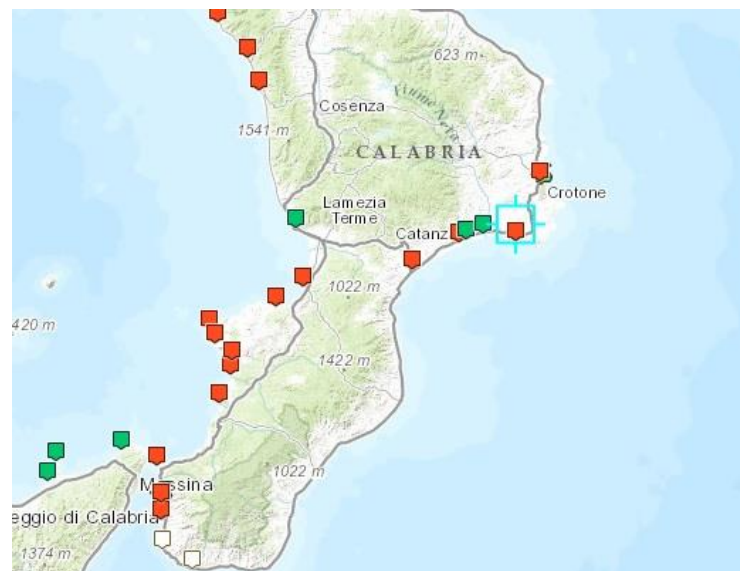 623 m
Fiume Neto
Cosenza
1541 m
CALABRIA
Crotone
Lamezia
Terme
Catanz
1022 m
420 m
1422 m
1022 m
Messina
eggio di Calabria
1374 m